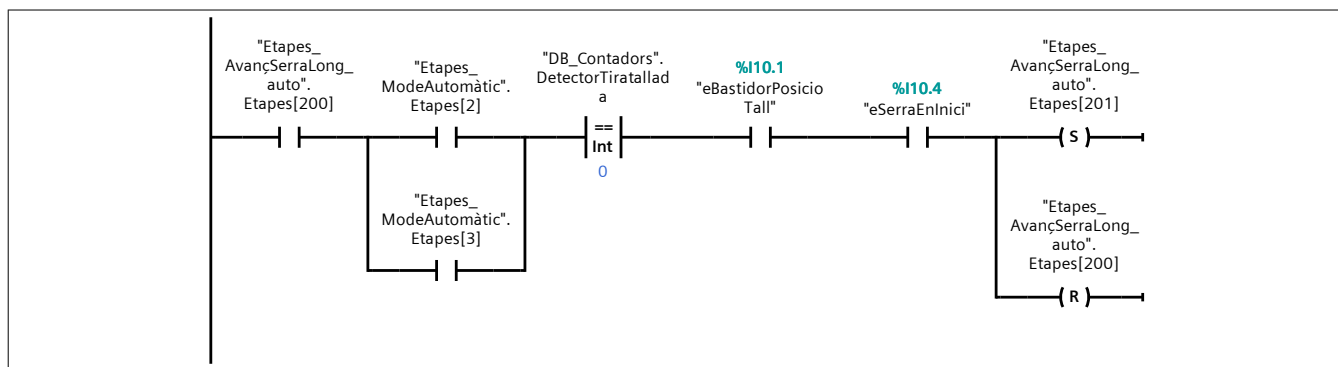 "Etapes_
AvançSerraLong_
auto".
Etapes[200]
"Etapes_
ModeAutomàtic".
Etapes[2]
"DB_Contadors".
DetectorTiratallad
a
==
Int
0
%I10.1
"eBastidorPosicio
Tall"
%I10.4
"eSerraEnInici"
"Etapes_
AvançSerraLong_
auto".
Etapes[201]
S
"Etapes_
ModeAutomàtic".
Etapes[3]
"Etapes_
AvançSerraLong_
auto".
Etapes[200]
R